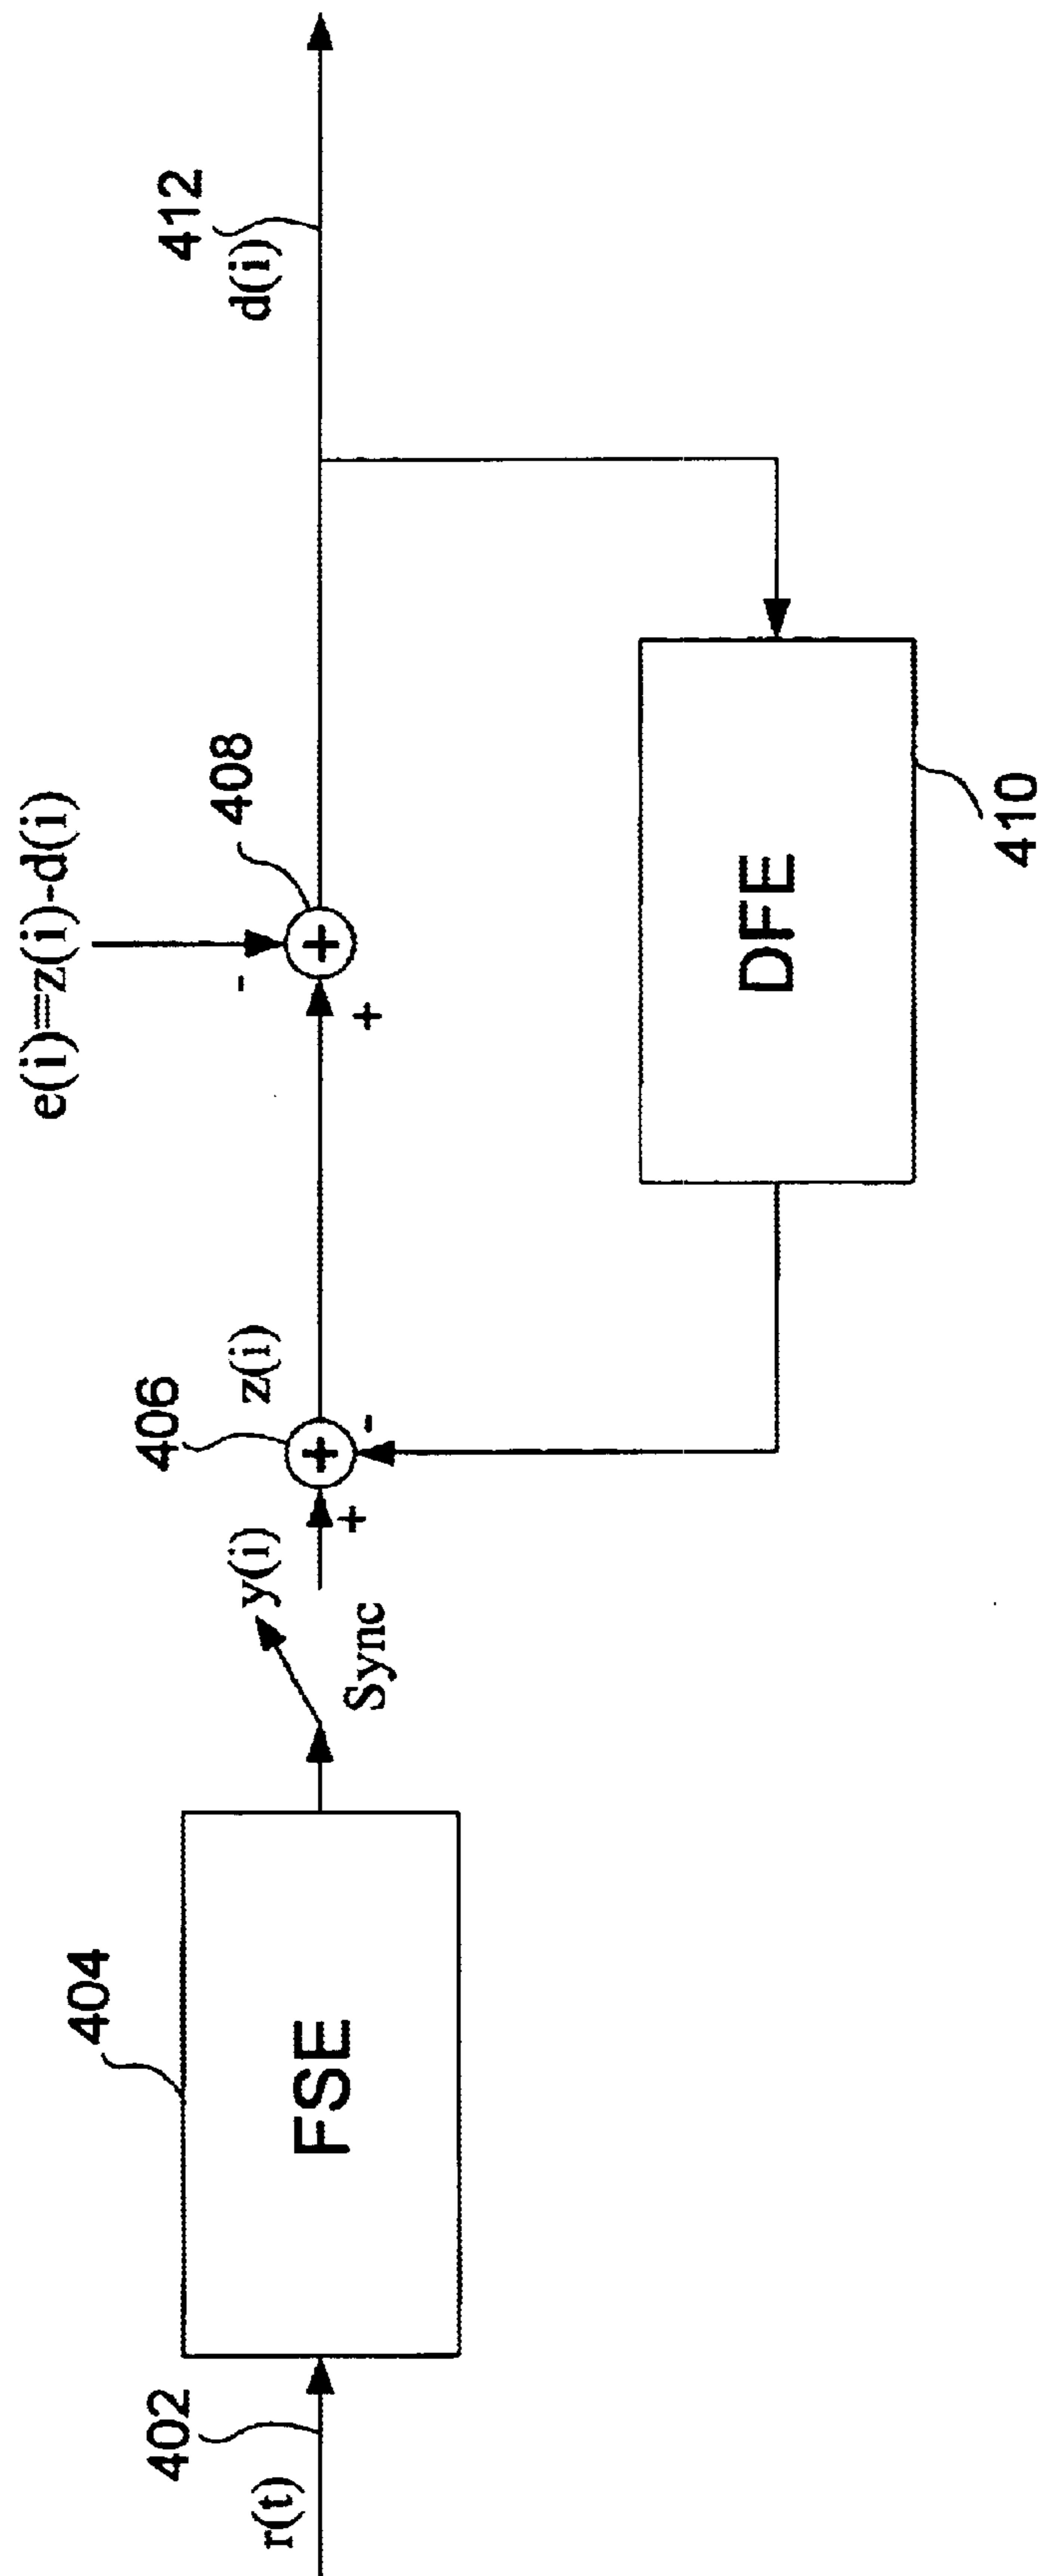 r(t)
402
404
FSE
Sync
y(i)
406
z(i)
+
+
-
e(i)=z(i)-d(i)
408
+
-
+
DFE
410
412
d(i)